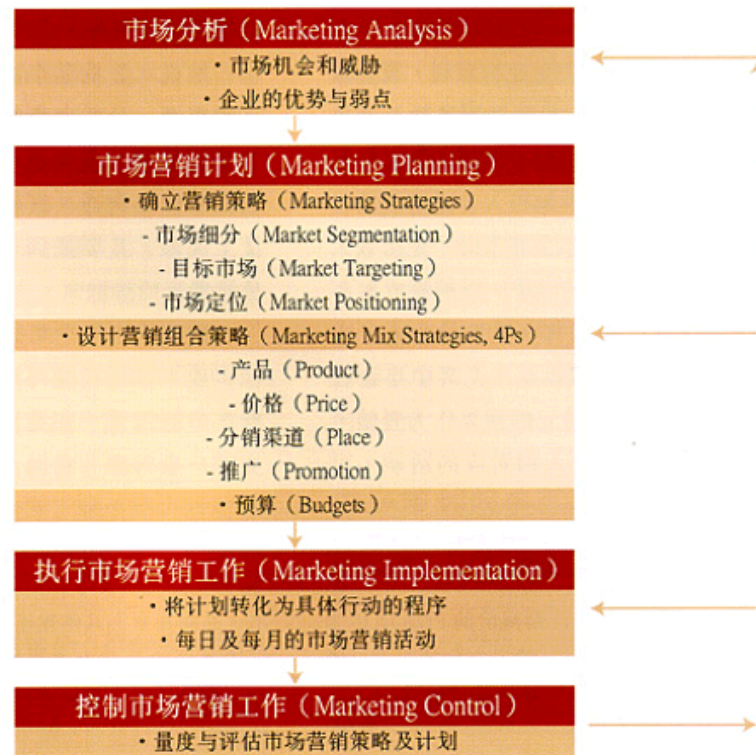 市场分析（Marketing Analysis）
·市场机会和威胁
·企业的优势与弱点
市场营销计划（Marketing Planning）
·确立营销策略（Marketing Strategies）
- 市场细分（Market Segmentation）
- 目标市场（Market Targeting）
- 市场定位（Market Positioning）
·设计营销组合策略（Marketing Mix Strategies, 4Ps）
- 产品（Product）
- 价格（Price）
- 分销渠道（Place）
- 推广（Promotion）
·预算（Budgets）
执行市场营销工作（Marketing Implementation）
·将计划转化为具体行动的程序
·每日及每月的市场营销活动
控制市场营销工作（Marketing Control）
·量度与评估市场营销策略及计划